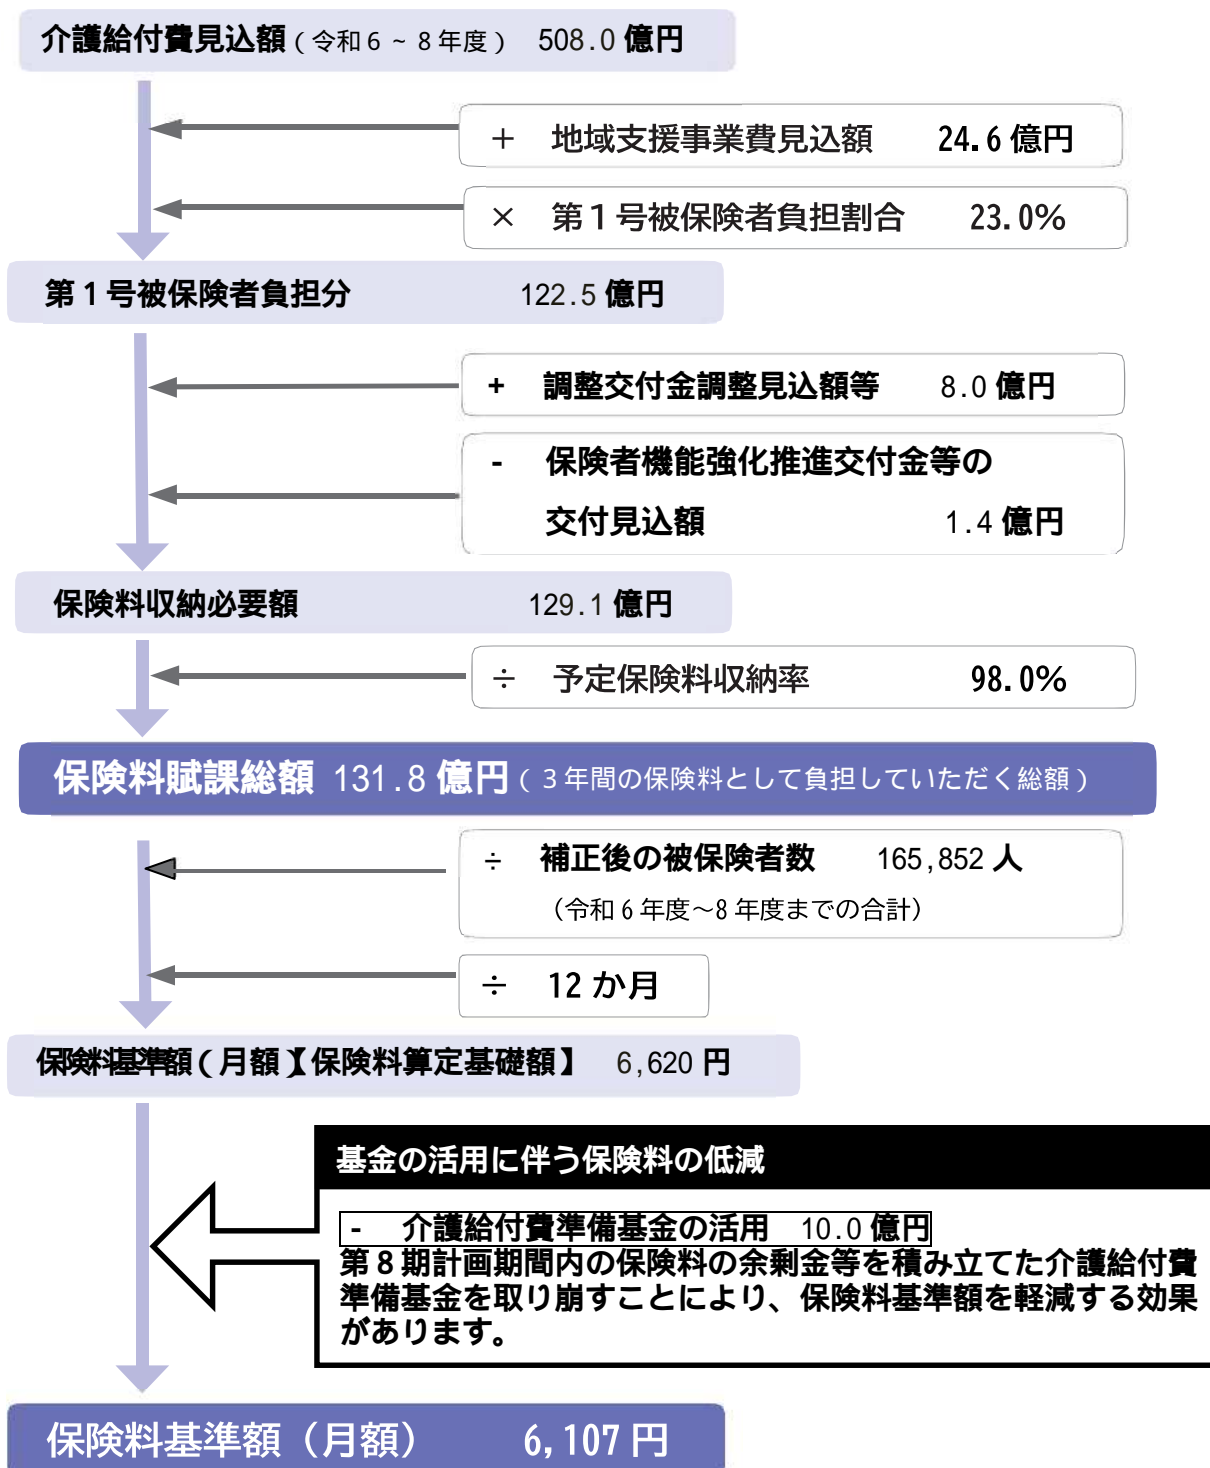 介護給付費見込額（令和６～８年度） 508.0 億円
＋ 地域支援事業費見込額 24.6 億円
× 第１号被保険者負担割合 23.0%
第１号被保険者負担分 122.5 億円
+ 調整交付金調整見込額等 8.0 億円
- 保険者機能強化推進交付金等の
交付見込額 1.4 億円
保険料収納必要額 129.1 億円
÷ 予定保険料収納率 98.0%
保険料賦課総額 131.8 億円（３年間の保険料として負担していただく総額）
÷ 補正後の被保険者数 165,852 人
（令和６年度～8 年度までの合計）
÷ 12 か月
保険料基準額（月額）【保険料算定基礎額】 6,620 円
基金の活用に伴う保険料の低減
- 介護給付費準備基金の活用 10.0 億円
第８期計画期間内の保険料の余剰金等を積み立てた介護給付費
準備基金を取り崩すことにより、保険料基準額を軽減する効果
があります。
保険料基準額（月額） 6,107 円